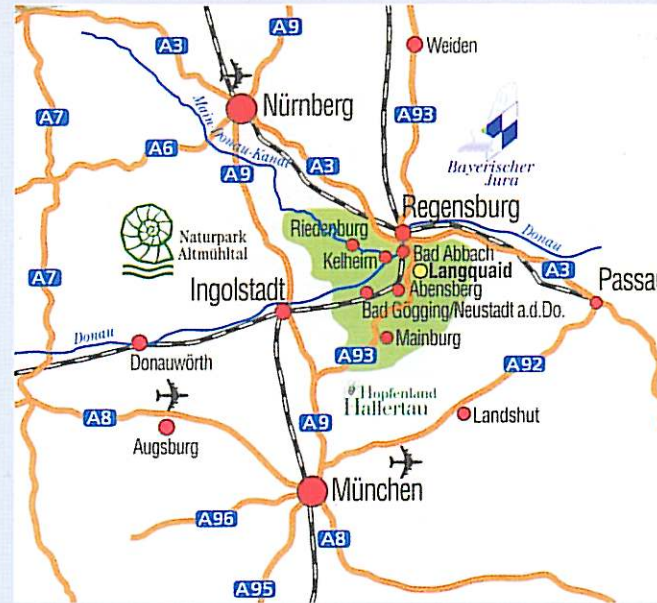 A9
A3
Weiden
A7
Nürnberg
A93
A6
Main-Donau-Kanal
A3
A9
Bayerischer
Jura
Regensburg
Donau
Riedenburg
Naturpark
Altmühltal
Bad Abbach
Kelheim
Langquaid
A3
A7
Passau
Ingolstadt
Abensberg
Bad Gögging/Neustadt a.d.Do.
Donau
Mainburg
A93
Donauwörth
A92
Hopfenland
Hallertau
A8
A9
Landshut
Augsburg
München
A96
A8
A95